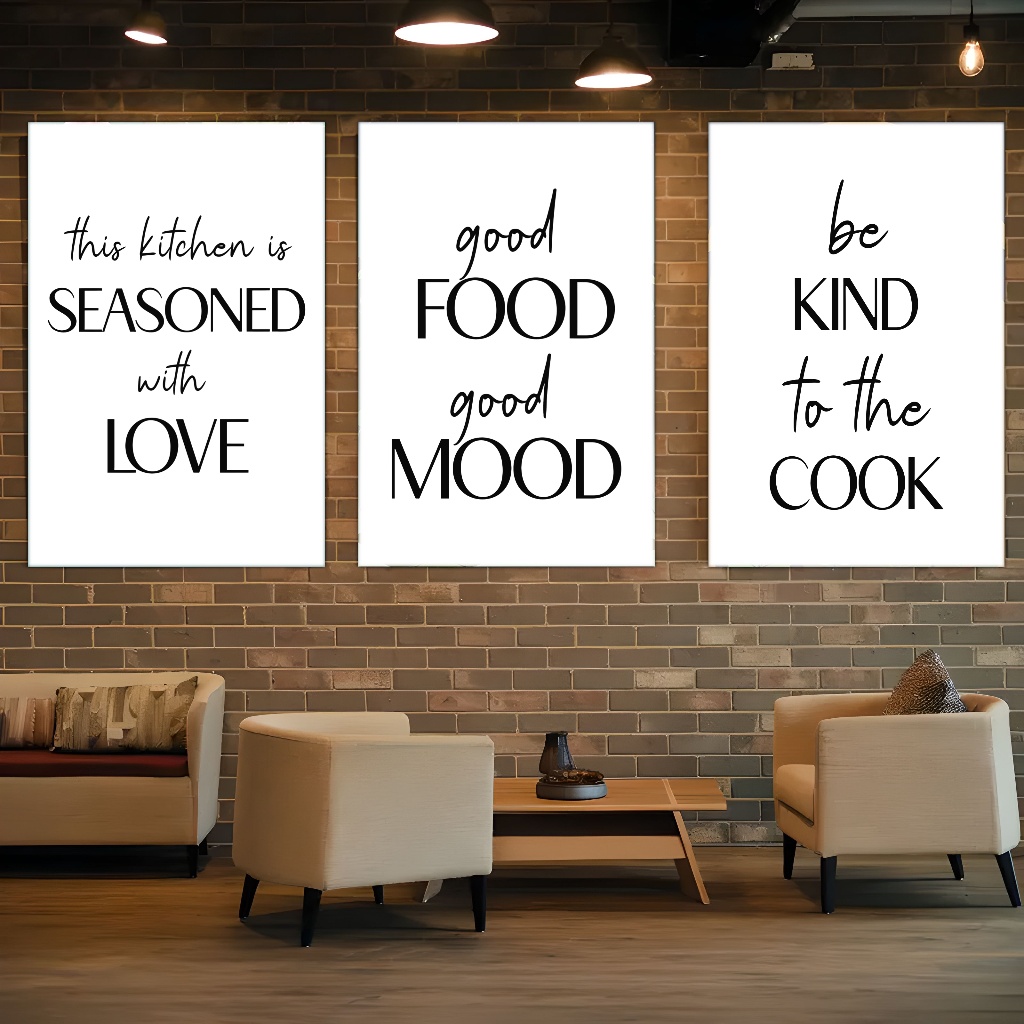 this kitchen is
SEASONED
with
LOVE
good
FOOD
good
MOOD
be
KIND
to the
COOK